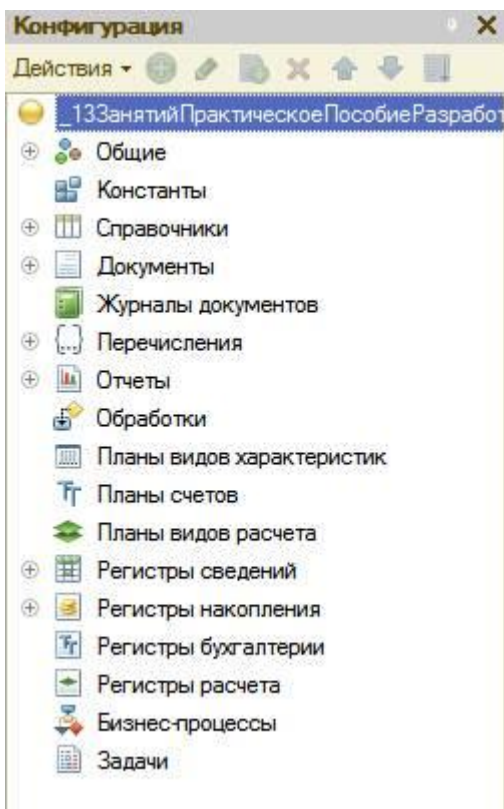 Конфигурация
Действия
_13ЗанятийПрактическоеПособиеРазработ
Общие
Константы
Справочники
Документы
Журналы документов
Перечисления
Отчеты
Обработки
Планы видов характеристик
Планы счетов
Планы видов расчета
Регистры сведений
Регистры накопления
Регистры бухгалтерии
Регистры расчета
Бизнес-процессы
Задачи